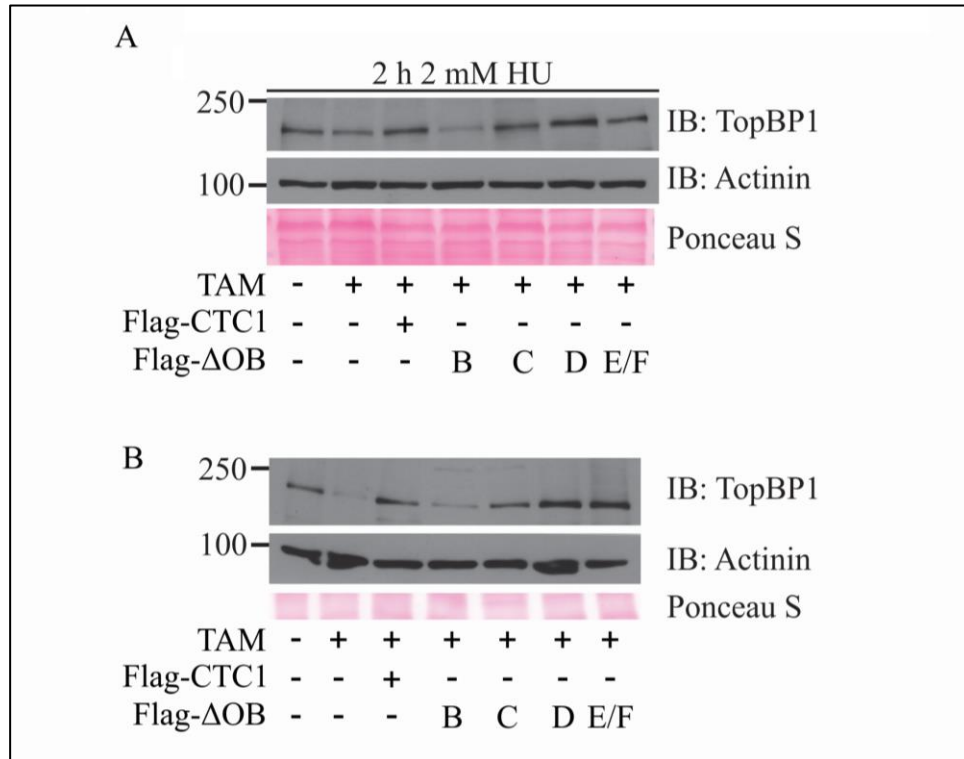 A
2 h 2 mM HU
250
IB: TopBP1
100
IB: Actinin
Ponceau S
TAM - + + + + + +
Flag-CTC1 - - + - - - -
Flag-ΔOB - - - B C D E/F
B
250
IB: TopBP1
100
IB: Actinin
Ponceau S
TAM - + + + + + +
Flag-CTC1 - - + - - - -
Flag-ΔOB - - - B C D E/F